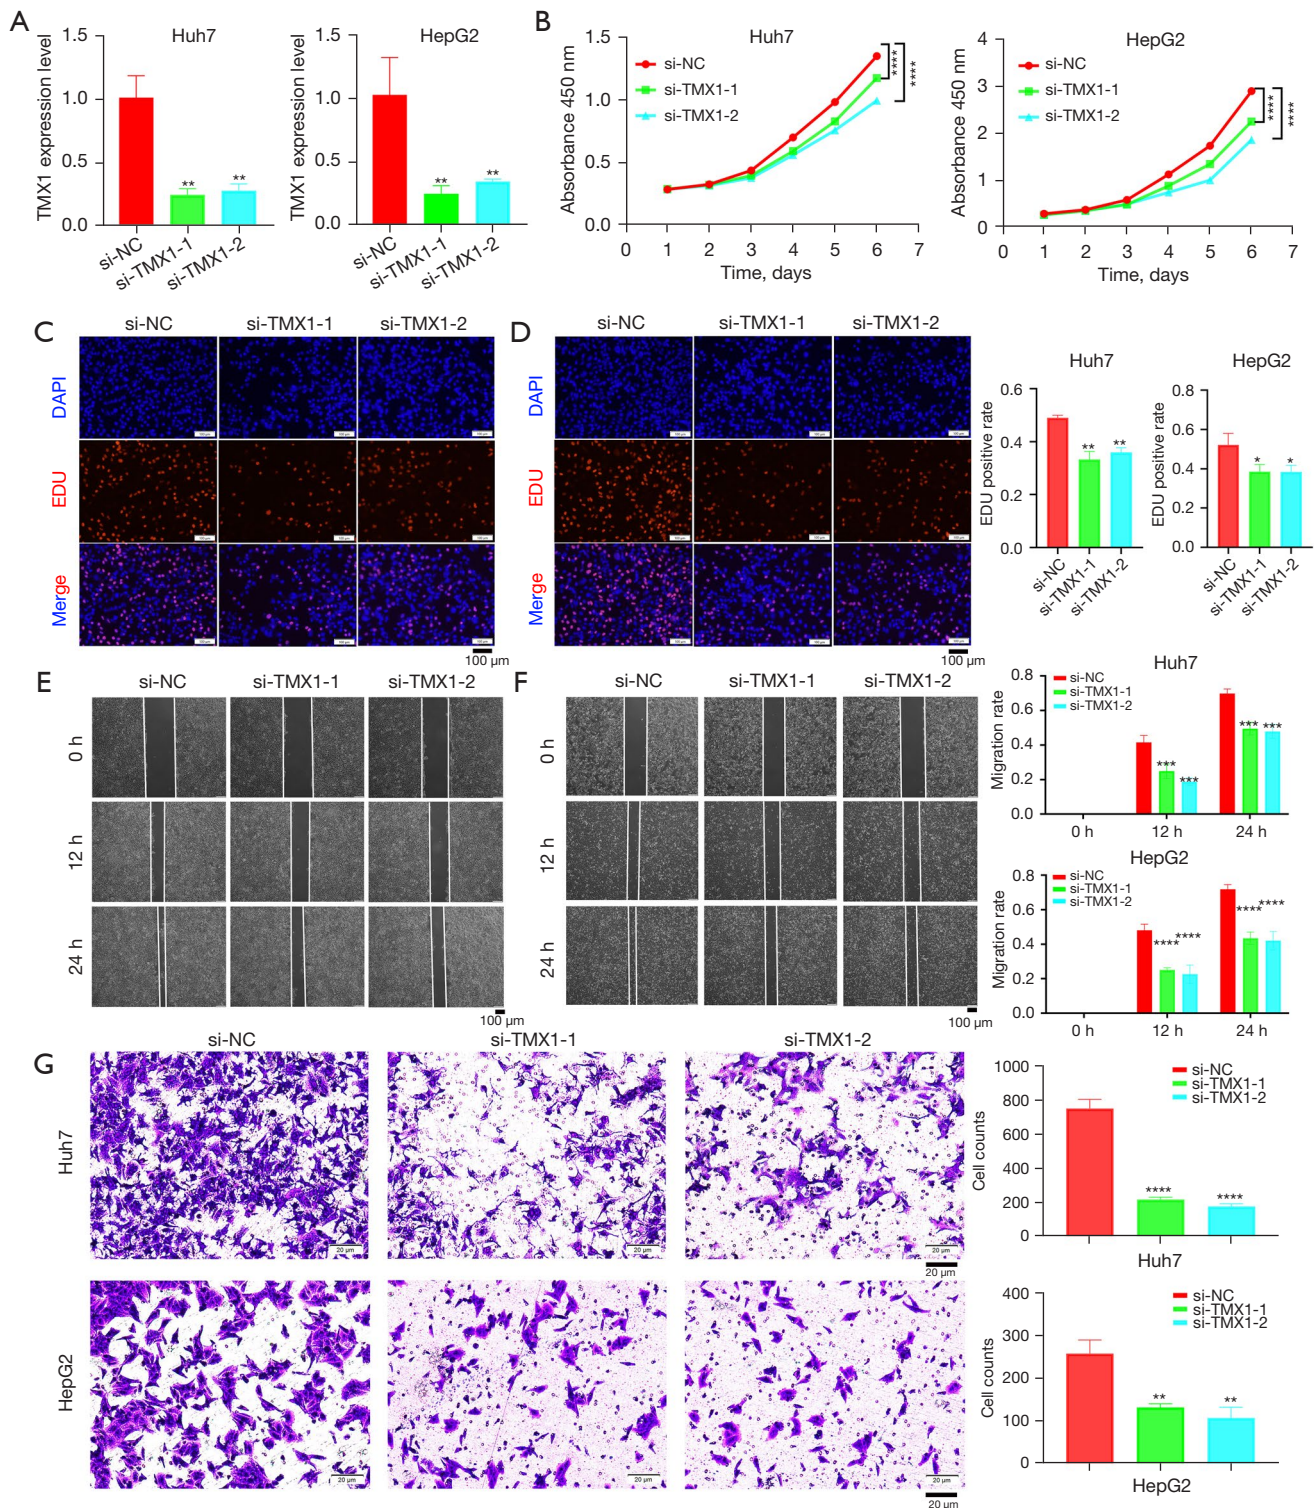 A
Huh7
TMX1 expression level
1.5
1.0
0.5
0.0
**
**
si-NC
si-TMX1-1
si-TMX1-2
HepG2
TMX1 expression level
1.5
1.0
0.5
0.0
**
**
si-NC
si-TMX1-1
si-TMX1-2
B
Huh7
Absorbance 450 nm
1.5
1.0
0.5
0.0
si-NC
si-TMX1-1
si-TMX1-2
****
****
0 1 2 3 4 5 6 7
Time, days
HepG2
Absorbance 450 nm
4
3
2
1
0
si-NC
si-TMX1-1
si-TMX1-2
****
****
0 1 2 3 4 5 6 7
Time, days
C
si-NC si-TMX1-1 si-TMX1-2
DAPI
EDU
Merge
100 μm
D
si-NC si-TMX1-1 si-TMX1-2
DAPI
EDU
Merge
100 μm
Huh7
EDU positive rate
0.6
0.4
0.2
0.0
**
**
si-NC
si-TMX1-1
si-TMX1-2
HepG2
EDU positive rate
0.8
0.6
0.4
0.2
0.0
*
*
si-NC
si-TMX1-1
si-TMX1-2
E
si-NC si-TMX1-1 si-TMX1-2
0 h
12 h
24 h
100 μm
F
si-NC si-TMX1-1 si-TMX1-2
0 h
12 h
24 h
100 μm
Huh7
Migration rate
0.8
0.6
0.4
0.2
0.0
si-NC
si-TMX1-1
si-TMX1-2
***
***
***
***
0 h 12 h 24 h
HepG2
Migration rate
0.8
0.6
0.4
0.2
0.0
si-NC
si-TMX1-1
si-TMX1-2
****
****
****
****
0 h 12 h 24 h
G
si-NC si-TMX1-1 si-TMX1-2
Huh7
20 μm
20 μm
20 μm
20 μm
HepG2
20 μm
20 μm
20 μm
20 μm
Cell counts
1000
800
600
400
200
0
si-NC
si-TMX1-1
si-TMX1-2
****
****
Huh7
Cell counts
400
300
200
100
0
si-NC
si-TMX1-1
si-TMX1-2
**
**
HepG2